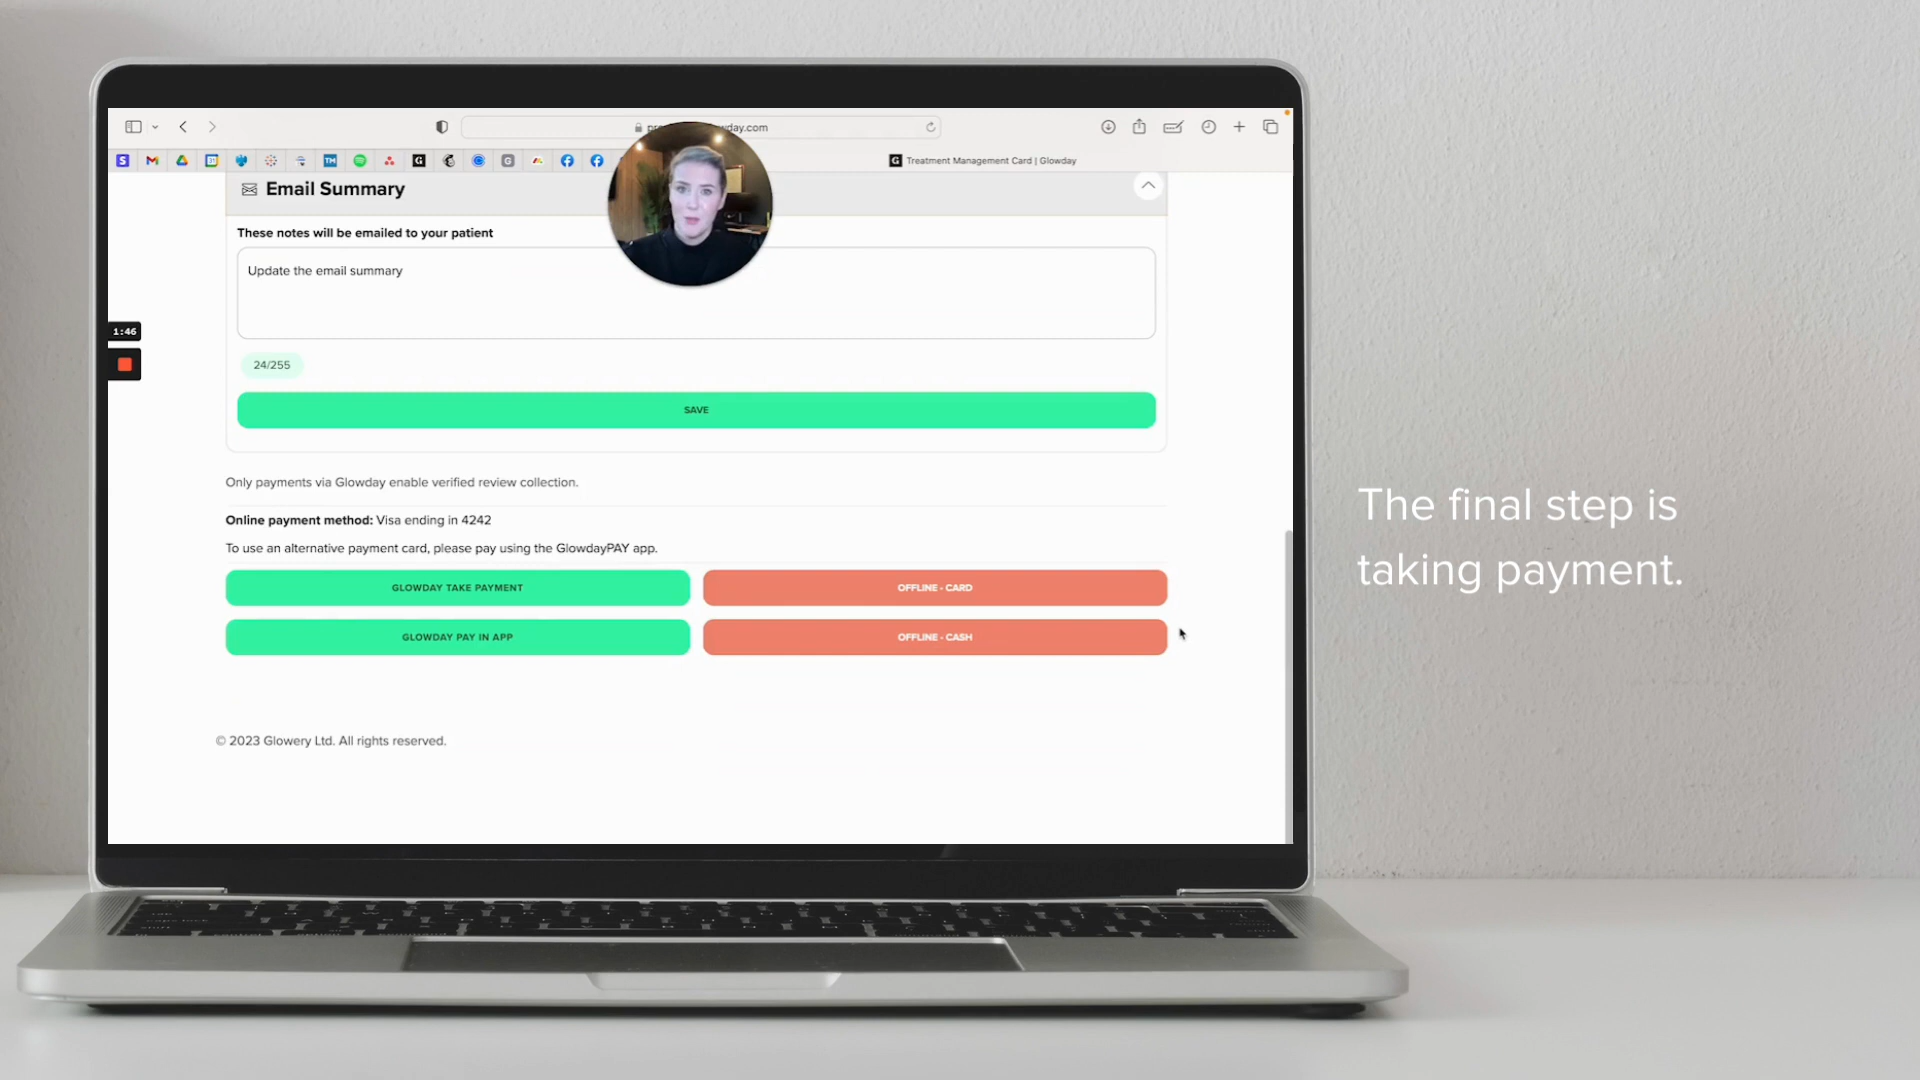 day.com
Treatment Management Card | Glowday
Email Summary
These notes will be emailed to your patient
Update the email summary
1:46
24/255
SAVE
Only payments via Glowday enable verified review collection.
Online payment method: Visa ending in 4242
To use an alternative payment card, please pay using the GlowdayPAY app.
GLOWDAY TAKE PAYMENT
OFFLINE - CARD
GLOWDAY PAY IN APP
OFFLINE - CASH
© 2023 Glowery Ltd. All rights reserved.
The final step is
taking payment.